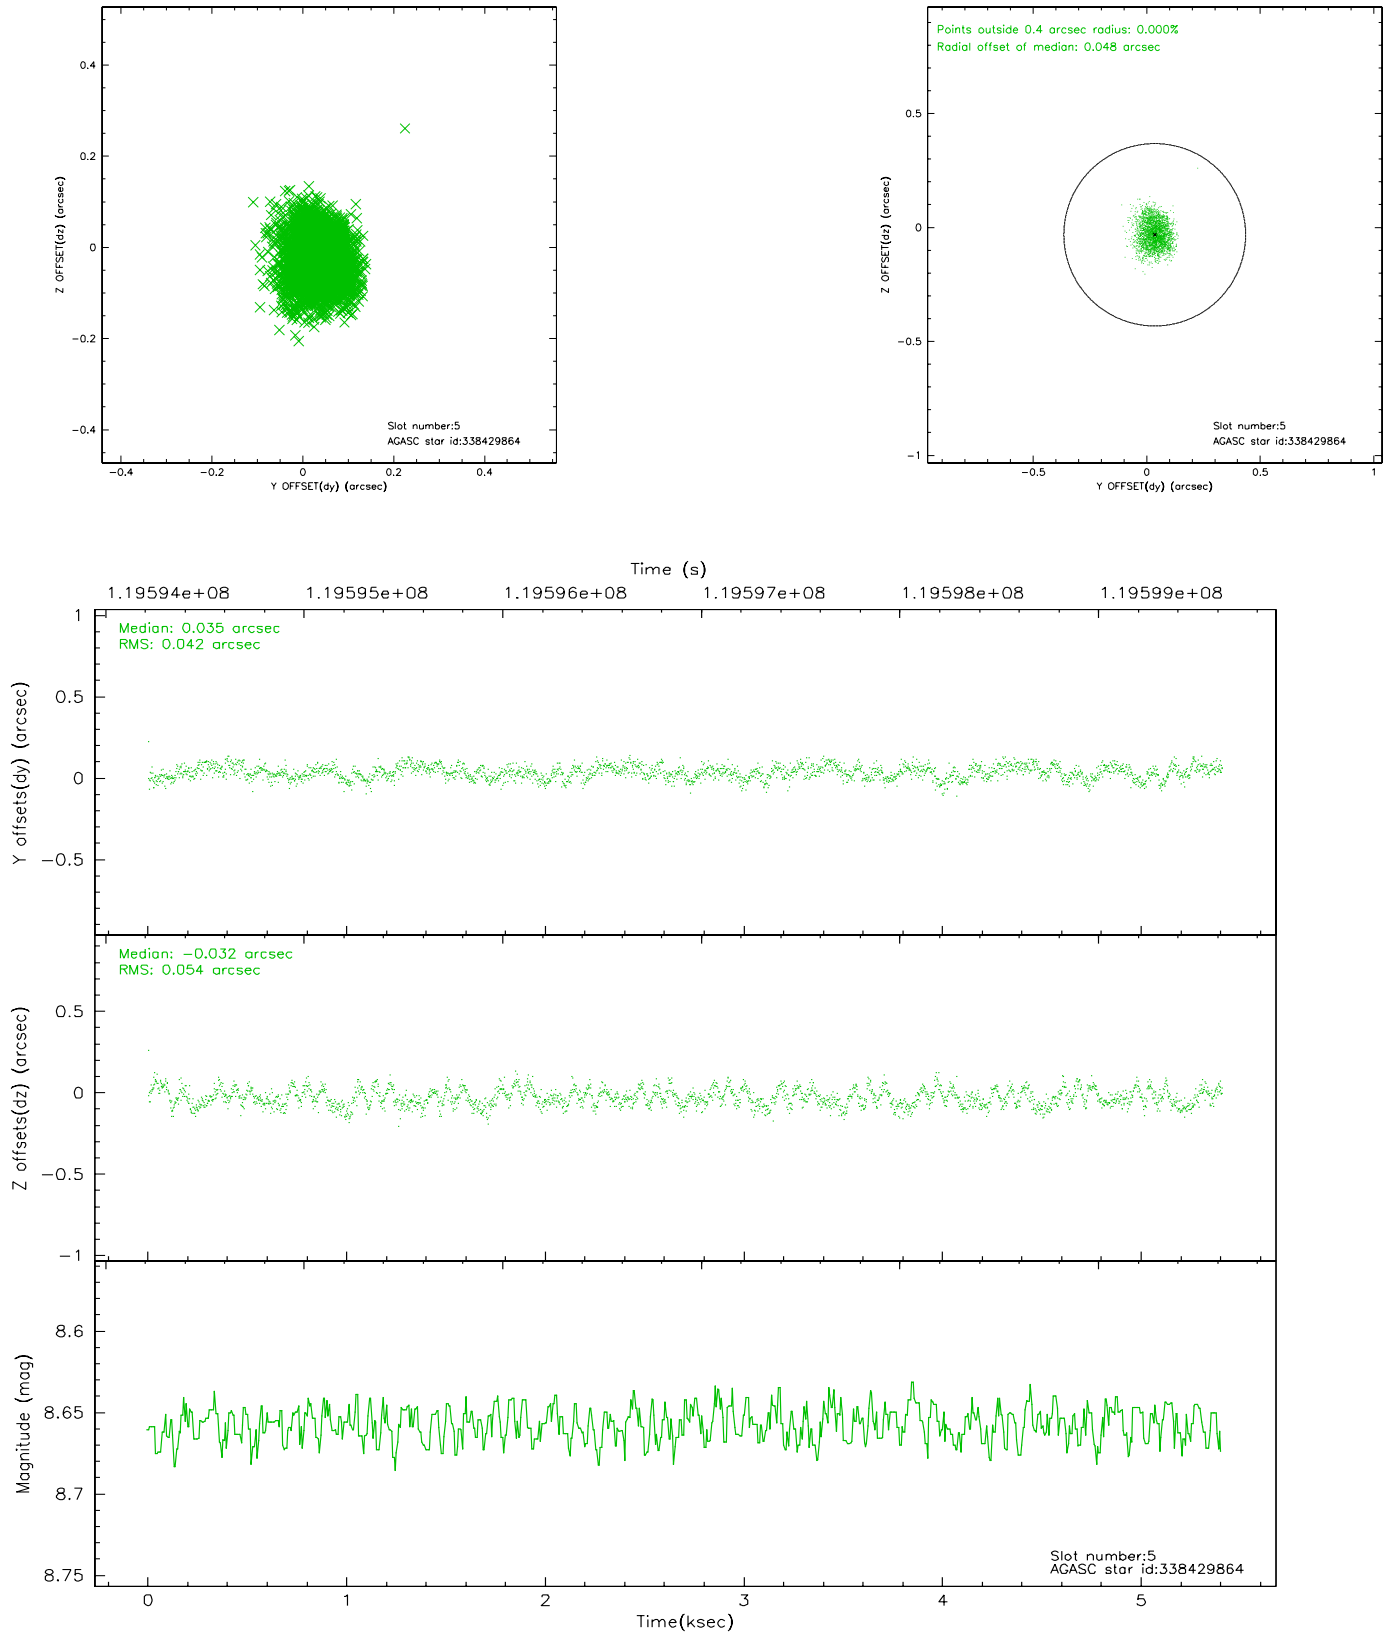 0.4
0.2
0
−0.2
−0.4
Z OFFSET(dz) (arcsec)
Slot number:5
AGASC star id:338429864
−0.4 −0.2 0 0.2 0.4
Y OFFSET(dy) (arcsec)
Points outside 0.4 arcsec radius: 0.000%
Radial offset of median: 0.048 arcsec
0.5
0
−0.5
−1
Z OFFSET(dz) (arcsec)
Slot number:5
AGASC star id:338429864
−0.5 0 0.5 1
Y OFFSET(dy) (arcsec)
Time (s)
1.19594e+08 1.19595e+08 1.19596e+08 1.19597e+08 1.19598e+08 1.19599e+08
Median: 0.035 arcsec
RMS: 0.042 arcsec
1
0.5
0
−0.5
Y offsets(dy) (arcsec)
Median: −0.032 arcsec
RMS: 0.054 arcsec
0.5
0
−0.5
−1
Z offsets(dz) (arcsec)
8.6
8.65
8.7
8.75
Magnitude (mag)
Slot number:5
AGASC star id:338429864
0 1 2 3 4 5
Time(ksec)